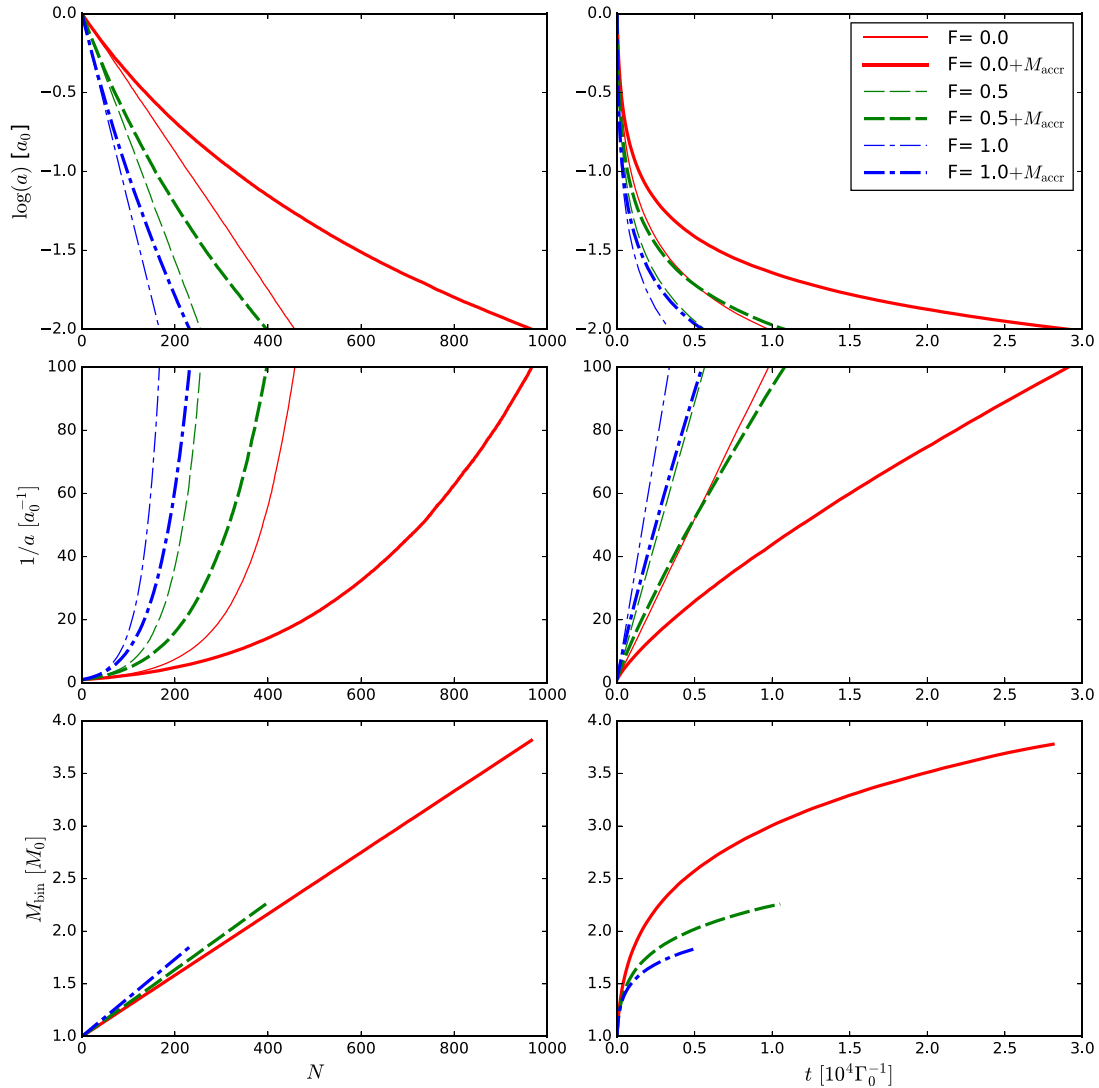 0.0
−0.5
−1.0
−1.5
−2.0
log(a) [a₀]
0 200 400 600 800 1000
F= 0.0
F= 0.0+M_accr
F= 0.5
F= 0.5+M_accr
F= 1.0
F= 1.0+M_accr
0.0
−0.5
−1.0
−1.5
−2.0
0.0 0.5 1.0 1.5 2.0 2.5 3.0
100
80
60
40
20
0
1/a [a₀⁻¹]
0 200 400 600 800 1000
100
80
60
40
20
0
0.0 0.5 1.0 1.5 2.0 2.5 3.0
4.0
3.5
3.0
2.5
2.0
1.5
1.0
M_bin [M₀]
0 200 400 600 800 1000
N
4.0
3.5
3.0
2.5
2.0
1.5
1.0
0.0 0.5 1.0 1.5 2.0 2.5 3.0
t [10⁴Γ₀⁻¹]